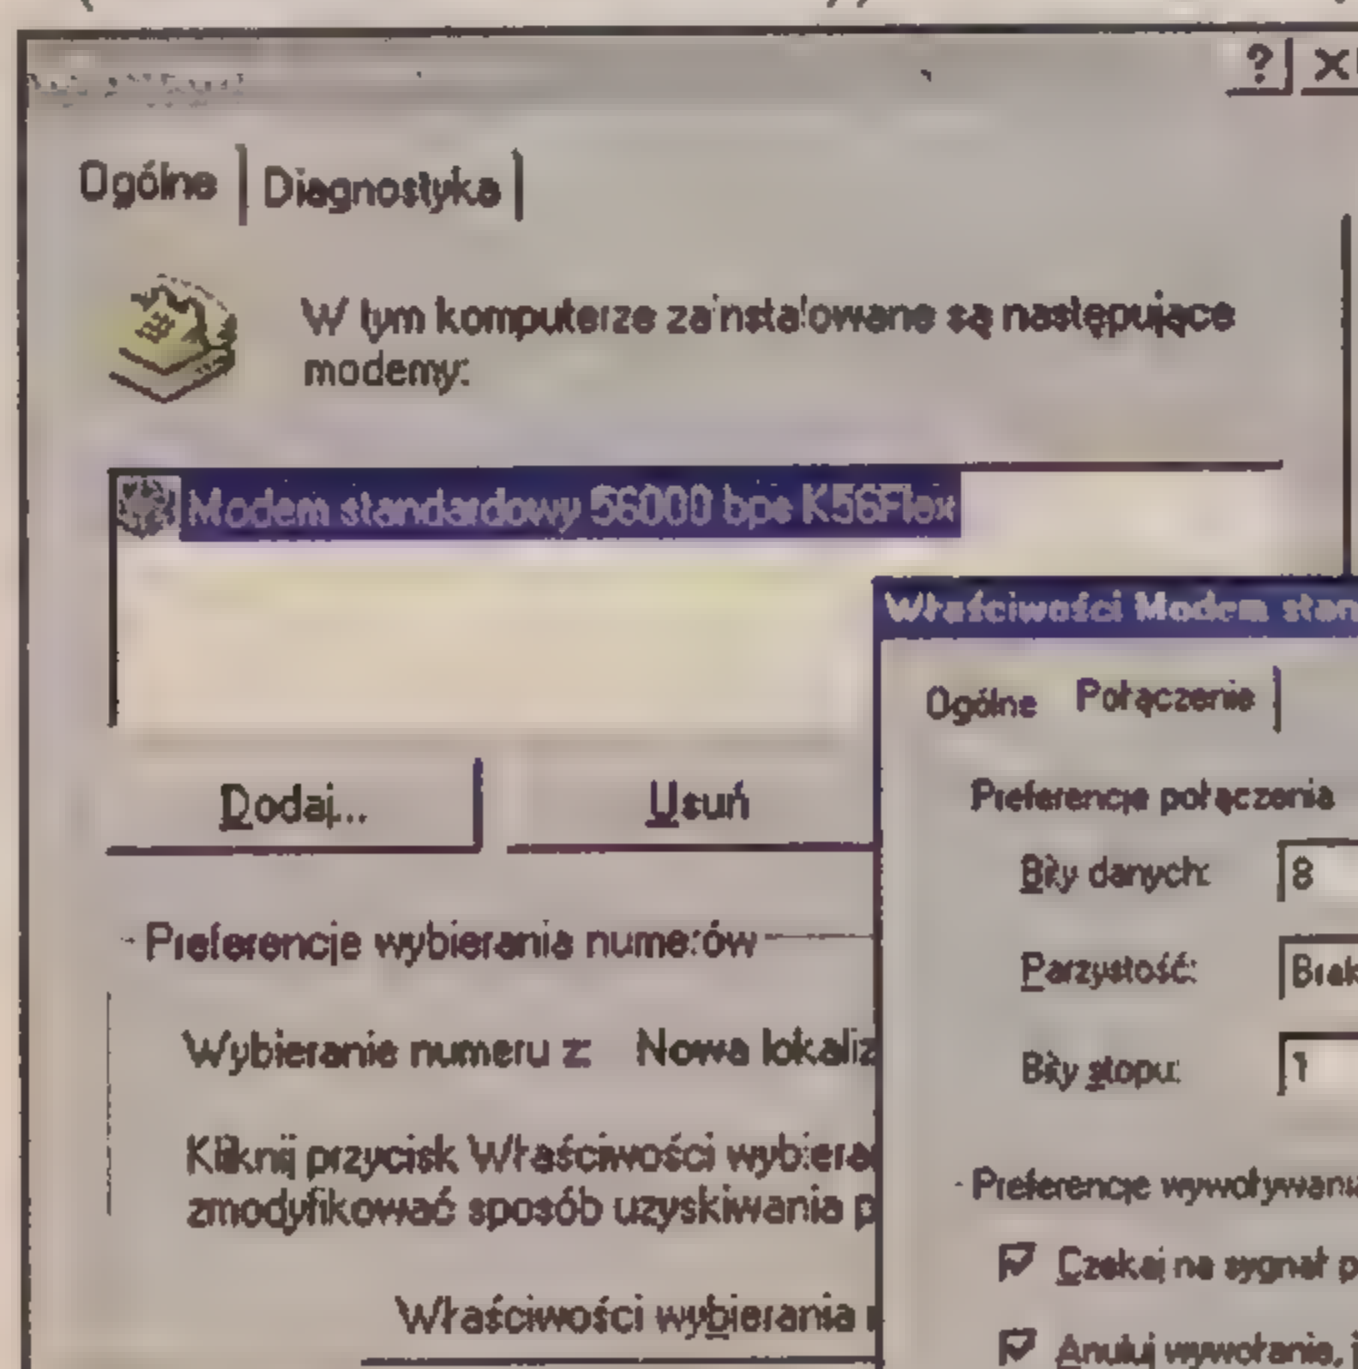 ? X
Ogólne Diagnostyka
W tym komputerze zainstalowane są następujące
modemy:
Modem standardowy 56000 bps K56Flex
Dodaj... Usuń
Preferencje wybierania numerów
Wybieranie numeru z: Nowa lokaliz
Kliknij przycisk Właściwości wybiera
zmodyfikować sposób uzyskiwania p
Właściwości wybierania
Właściwości Modem stan
Ogólne Połączenie
Preferencje połączenia
Bity danych: 8
Parzystość: Brak
Bity stopu: 1
Preferencje wywoływania
Czekaj na sygnał p
Anuluj wywołanie, j